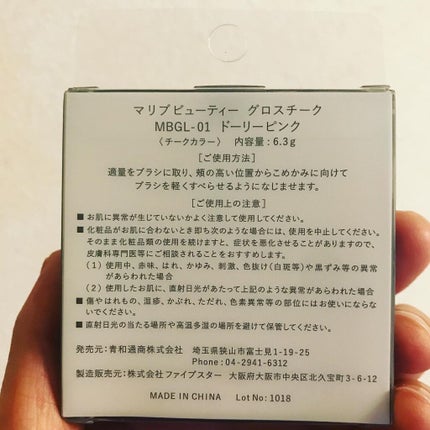 マリブビューティー グロスチーク
MBGL-01 ドーリーピンク
〈チークカラー〉 内容量:6.3g
[ご使用方法]
適量をブラシに取り、頬の高い位置からこめかみに向けて
ブラシを軽くすべらせるようになじませます。
[ご使用上の注意]
■お肌に異常が生じていないかよく注意して使用してください。
■化粧品がお肌に合わないとき即ち次のような場合には、使用を中止してください。
そのまま化粧品類の使用を続けますと、症状を悪化させることがありますので、
皮膚科専門医等にご相談されることをおすすめします。
(1)使用中、赤味、はれ、かゆみ、刺激、色抜け(白斑等)や黒ずみ等の異常
があらわれた場合
(2)使用したお肌に、直射日光があたって上記のような異常があらわれた場合
■傷やはれもの、湿疹、かぶれ、ただれ、色素異常等の部位にはお使いにならな
いでください。
■直射日光の当たる場所や高温多湿の場所を避けて保管してください。
発売元:青和通商株式会社 埼玉県狭山市富士見1-19-25
Phone:04-2941-6312
製造販売元:株式会社ファイブスター 大阪府大阪市中央区北久宝町3-6-12
MADE IN CHINA Lot No:1018